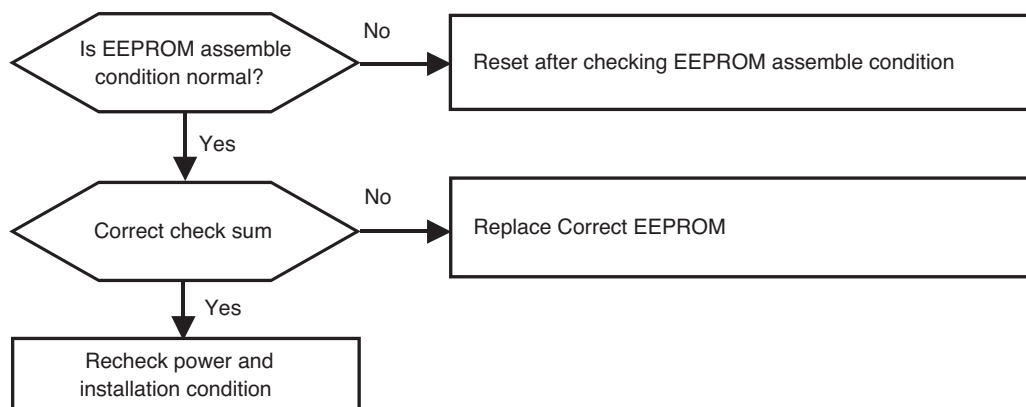 Is EEPROM assemble
condition normal?
No
Reset after checking EEPROM assemble condition
Yes
Correct check sum
No
Replace Correct EEPROM
Yes
Recheck power and
installation condition